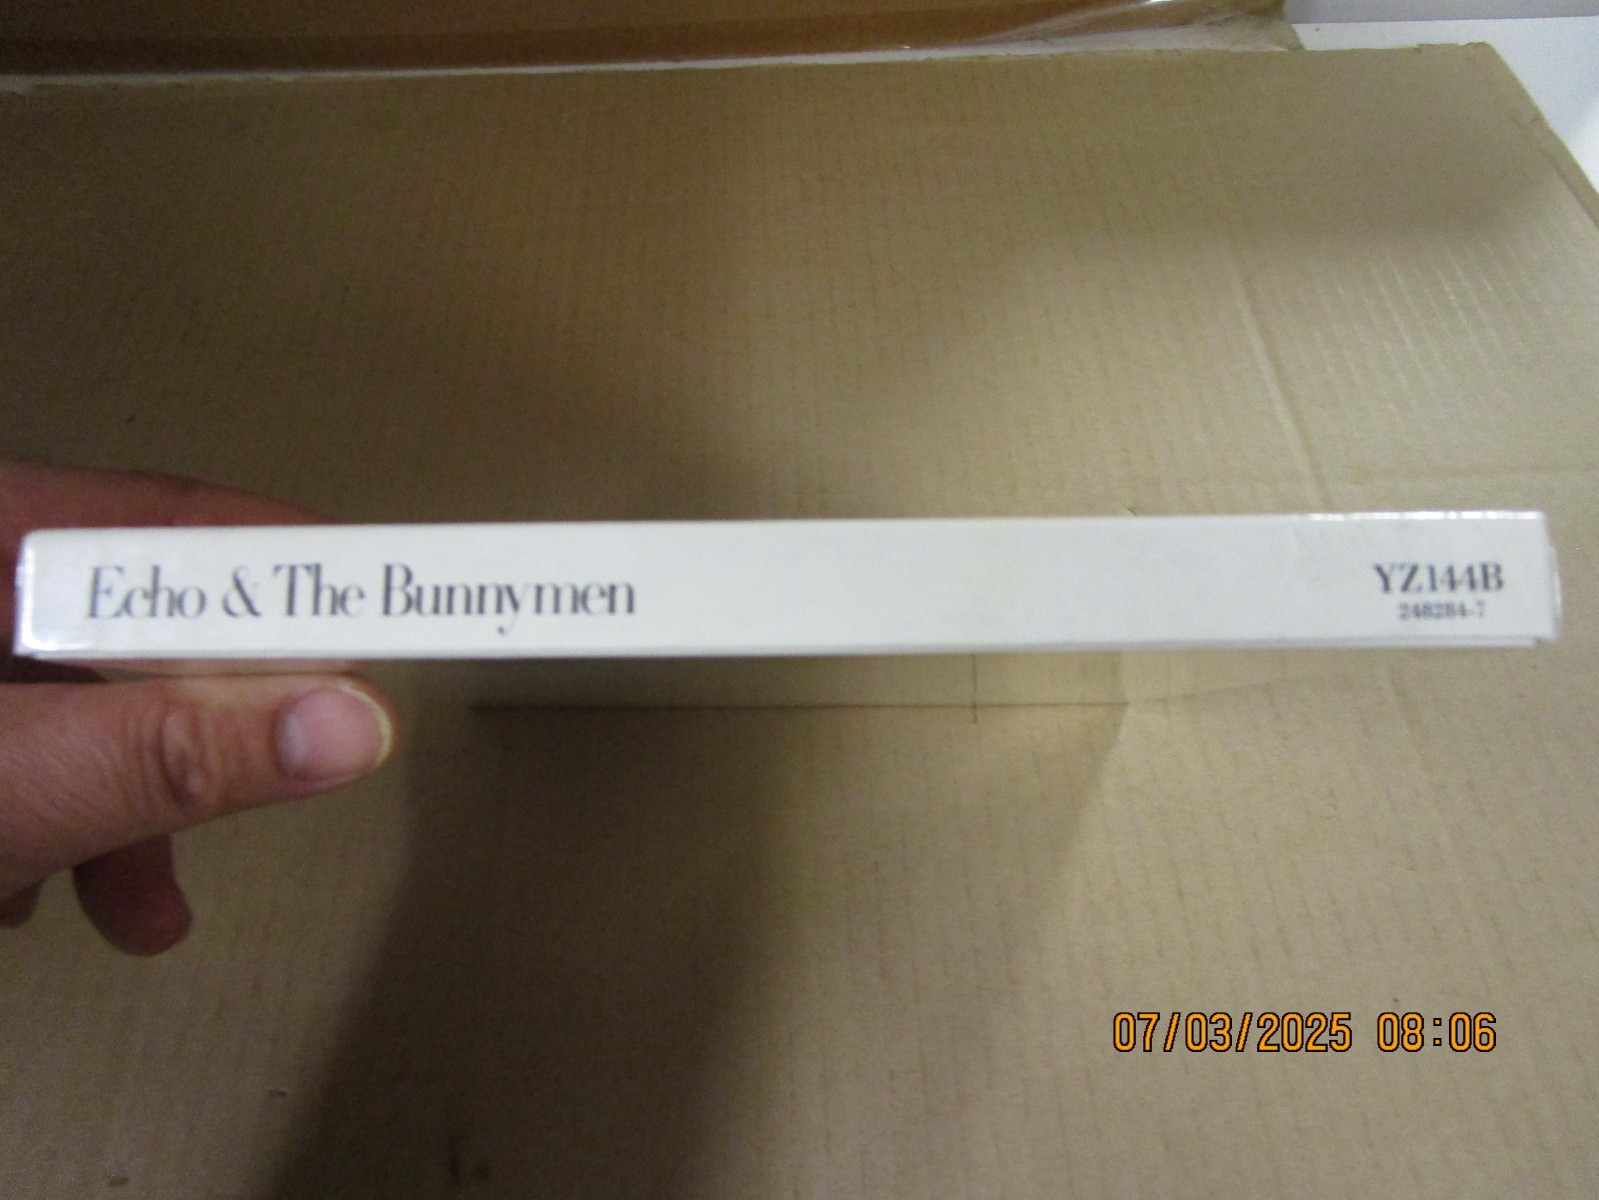 Echo & The Bunnymen
YZ144B
248284-7
07/03/2025 08:06